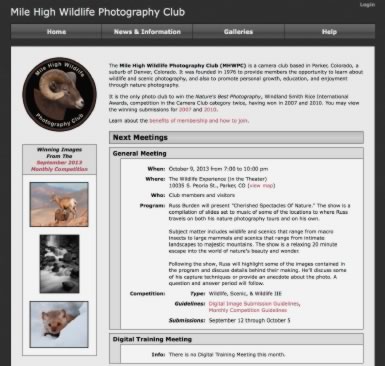 Login
Mile High Wildlife Photography Club
Home News & Information Galleries Help
Mile High Wildlife
Photography Club
The Mile High Wildlife Photography Club (MHWPC) is a camera club based in Parker, Colorado, a
suburb of Denver, Colorado. It was founded in 1976 to provide members the opportunity to learn about
wildlife and scenic photography, and also to promote personal growth, education, and enjoyment
through nature photography.
It is the only photo club to win the Nature's Best Photography, Windland Smith Rice International
Awards, competition in the Camera Club category twice, having won in 2007 and 2010. You may view
the winning submissions for 2007 and 2010.
Learn about the benefits of membership and how to join.
Winning Images
From The
September 2013
Monthly Competition
Next Meetings
General Meeting
When: October 9, 2013 from 7:00 to 10:00 pm
Where: The Wildlife Experience (in the Theater)
10035 S. Peoria St., Parker, CO (view map)
Who: Club members and visitors
Program: Russ Burden will present "Cherished Spectacles Of Nature." The show is a
compilation of slides set to music of some of the locations to where Russ
travels on both his nature photography tours and on his own.
Subject matter includes wildlife and scenics that range from macro
insects to large mammals and scenics that range from intimate
landscapes to majestic mountains. The show is a relaxing 20 minute
escape into the world of nature's beauty and wonder.
Following the show, Russ will highlight some of the images contained in
the program and discuss details behind their making. He'll discuss some
of his capture techniques or provide an anecdote about the photo. A
question and answer period will follow.
Competition: Type: Wildlife, Scenic, & Wildlife III
Guidelines: Digital Image Submission Guidelines,
Monthly Competition Guidelines
Submissions: September 12 through October 5
Digital Training Meeting
Info: There is no Digital Training Meeting this month.